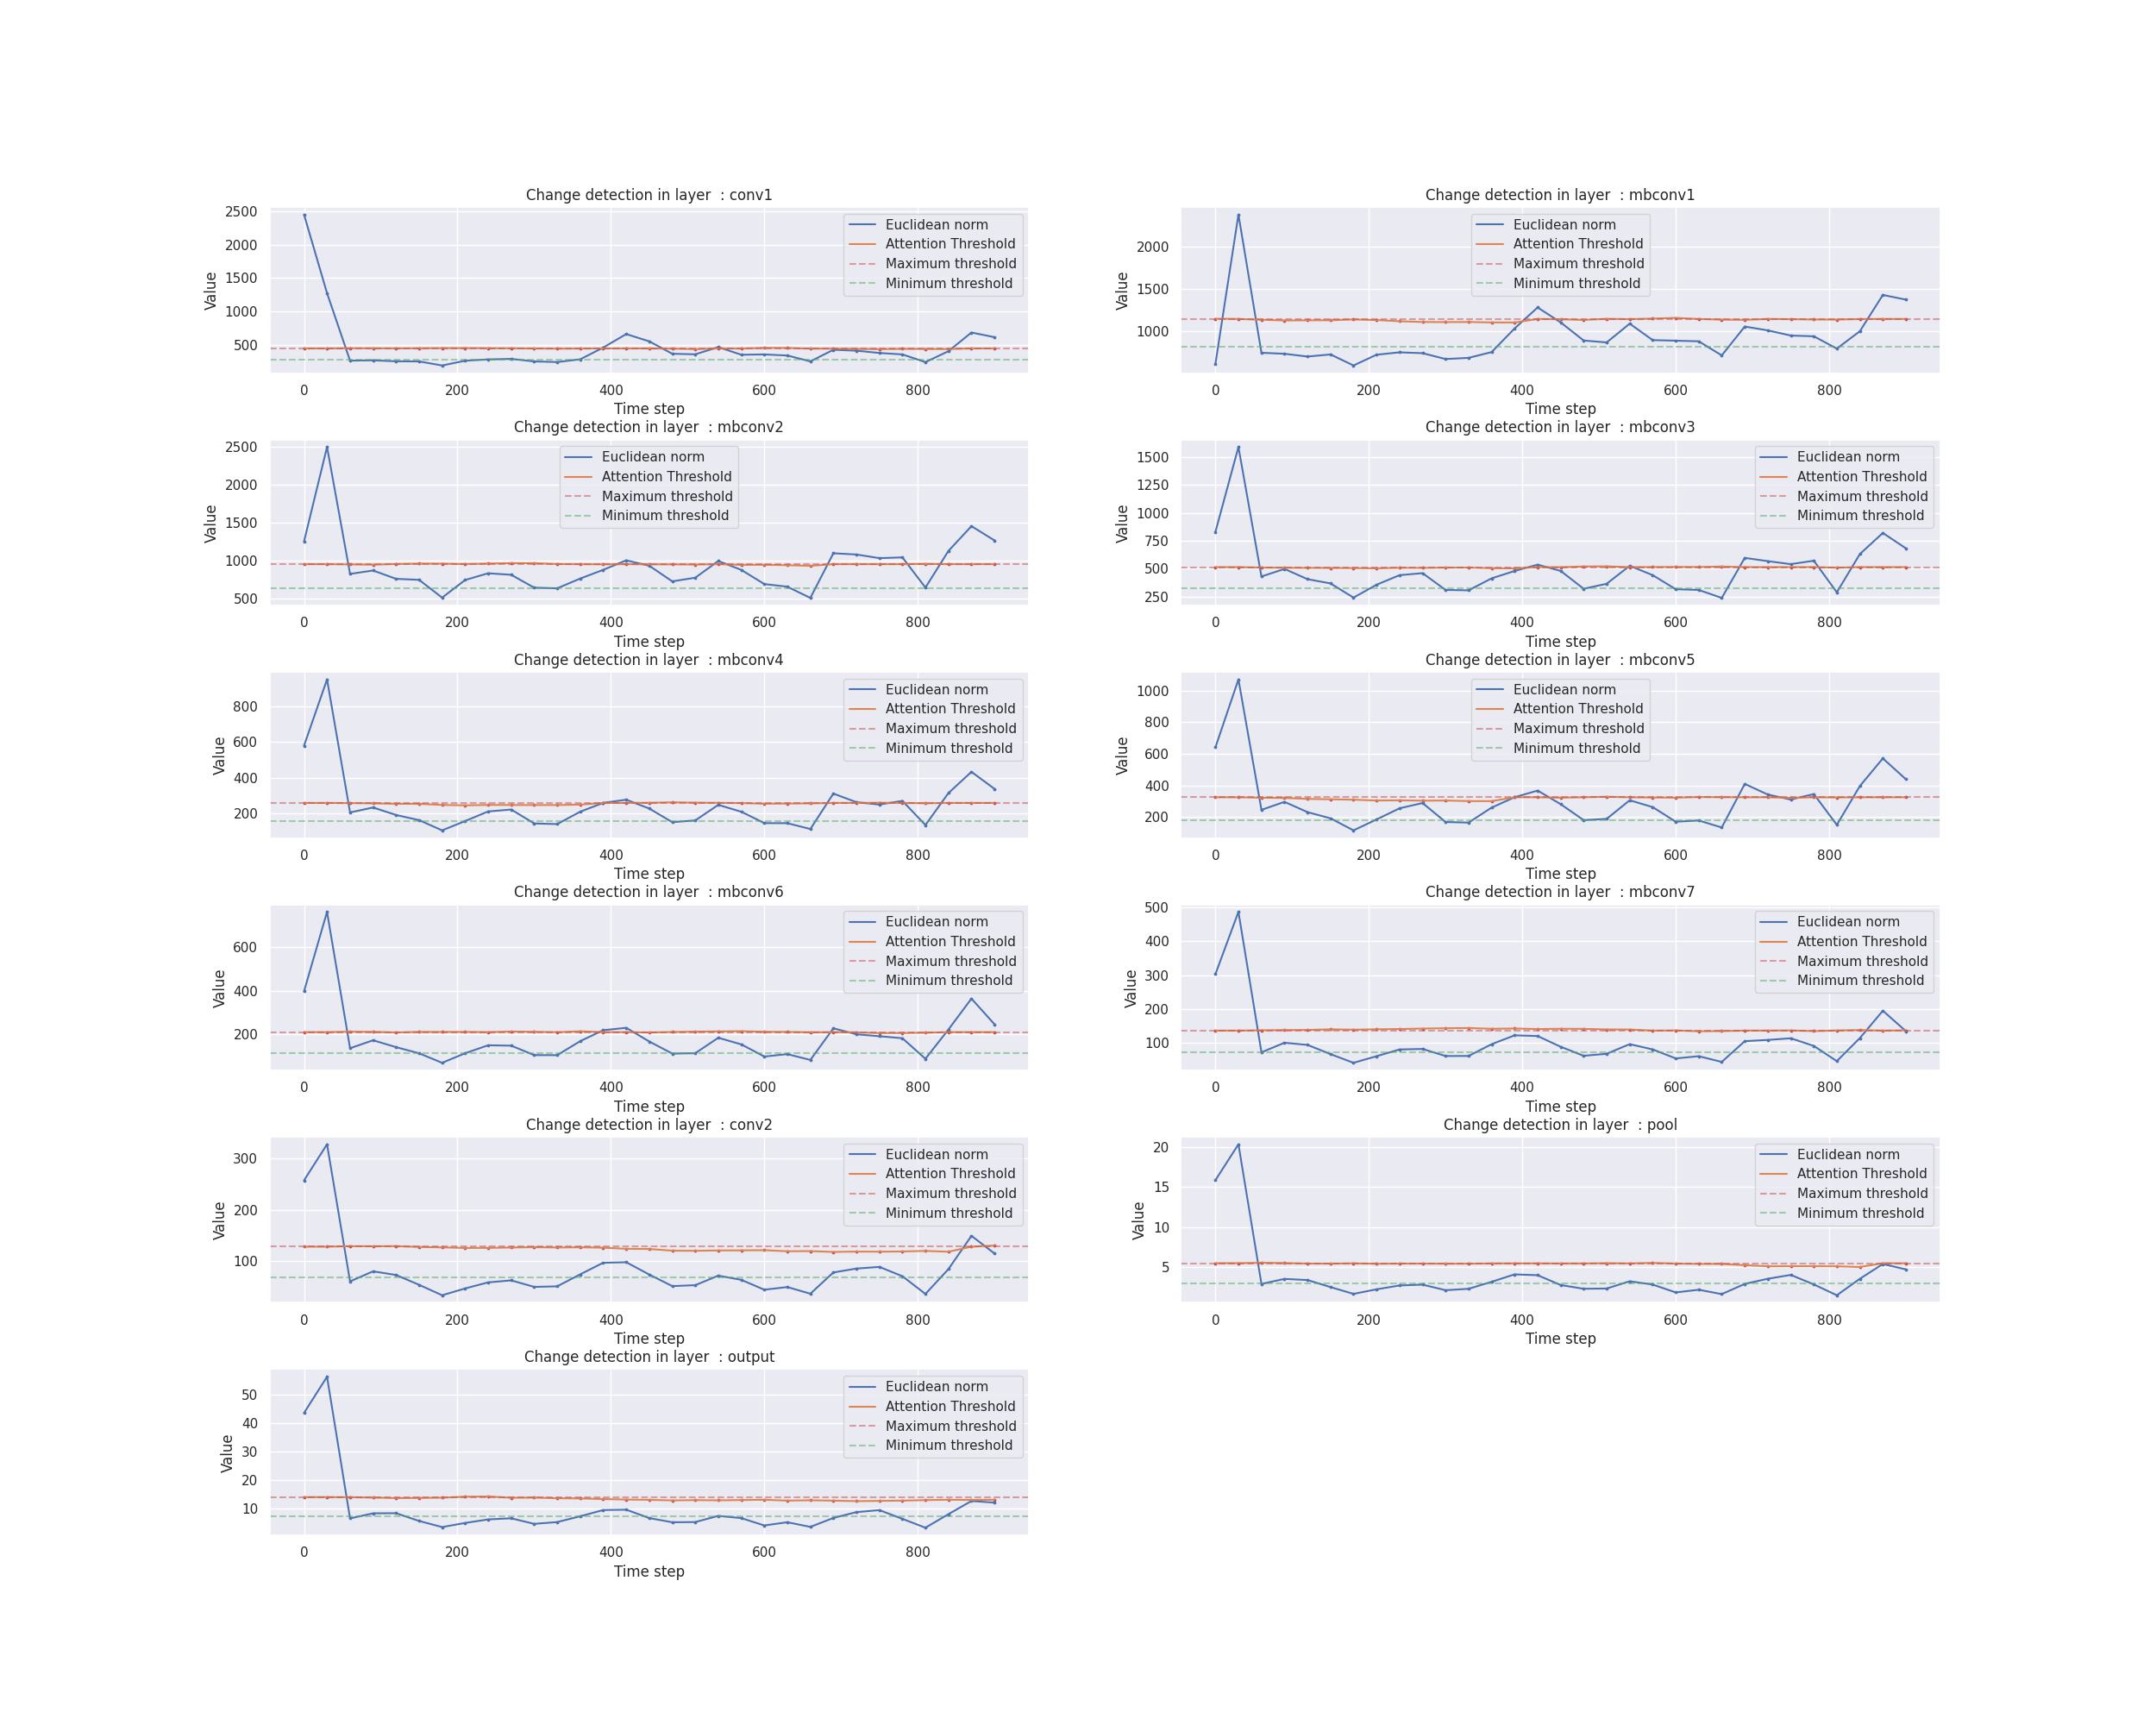 Change detection in layer  : conv1
2500
2000
1500
1000
500
Value
Euclidean norm
Attention Threshold
Maximum threshold
Minimum threshold
0 200 400 600 800
Time step
Change detection in layer  : mbconv1
2000
1500
1000
Value
Euclidean norm
Attention Threshold
Maximum threshold
Minimum threshold
0 200 400 600 800
Time step
Change detection in layer  : mbconv2
2500
2000
1500
1000
500
Value
Euclidean norm
Attention Threshold
Maximum threshold
Minimum threshold
0 200 400 600 800
Time step
Change detection in layer  : mbconv3
1500
1250
1000
750
500
250
Value
Euclidean norm
Attention Threshold
Maximum threshold
Minimum threshold
0 200 400 600 800
Time step
Change detection in layer  : mbconv4
800
600
400
200
Value
Euclidean norm
Attention Threshold
Maximum threshold
Minimum threshold
0 200 400 600 800
Time step
Change detection in layer  : mbconv5
1000
800
600
400
200
Value
Euclidean norm
Attention Threshold
Maximum threshold
Minimum threshold
0 200 400 600 800
Time step
Change detection in layer  : mbconv6
600
400
200
Value
Euclidean norm
Attention Threshold
Maximum threshold
Minimum threshold
0 200 400 600 800
Time step
Change detection in layer  : mbconv7
500
400
300
200
100
Value
Euclidean norm
Attention Threshold
Maximum threshold
Minimum threshold
0 200 400 600 800
Time step
Change detection in layer  : conv2
300
200
100
Value
Euclidean norm
Attention Threshold
Maximum threshold
Minimum threshold
0 200 400 600 800
Time step
Change detection in layer  : pool
20
15
10
5
Value
Euclidean norm
Attention Threshold
Maximum threshold
Minimum threshold
0 200 400 600 800
Time step
Change detection in layer  : output
50
40
30
20
10
Value
Euclidean norm
Attention Threshold
Maximum threshold
Minimum threshold
0 200 400 600 800
Time step